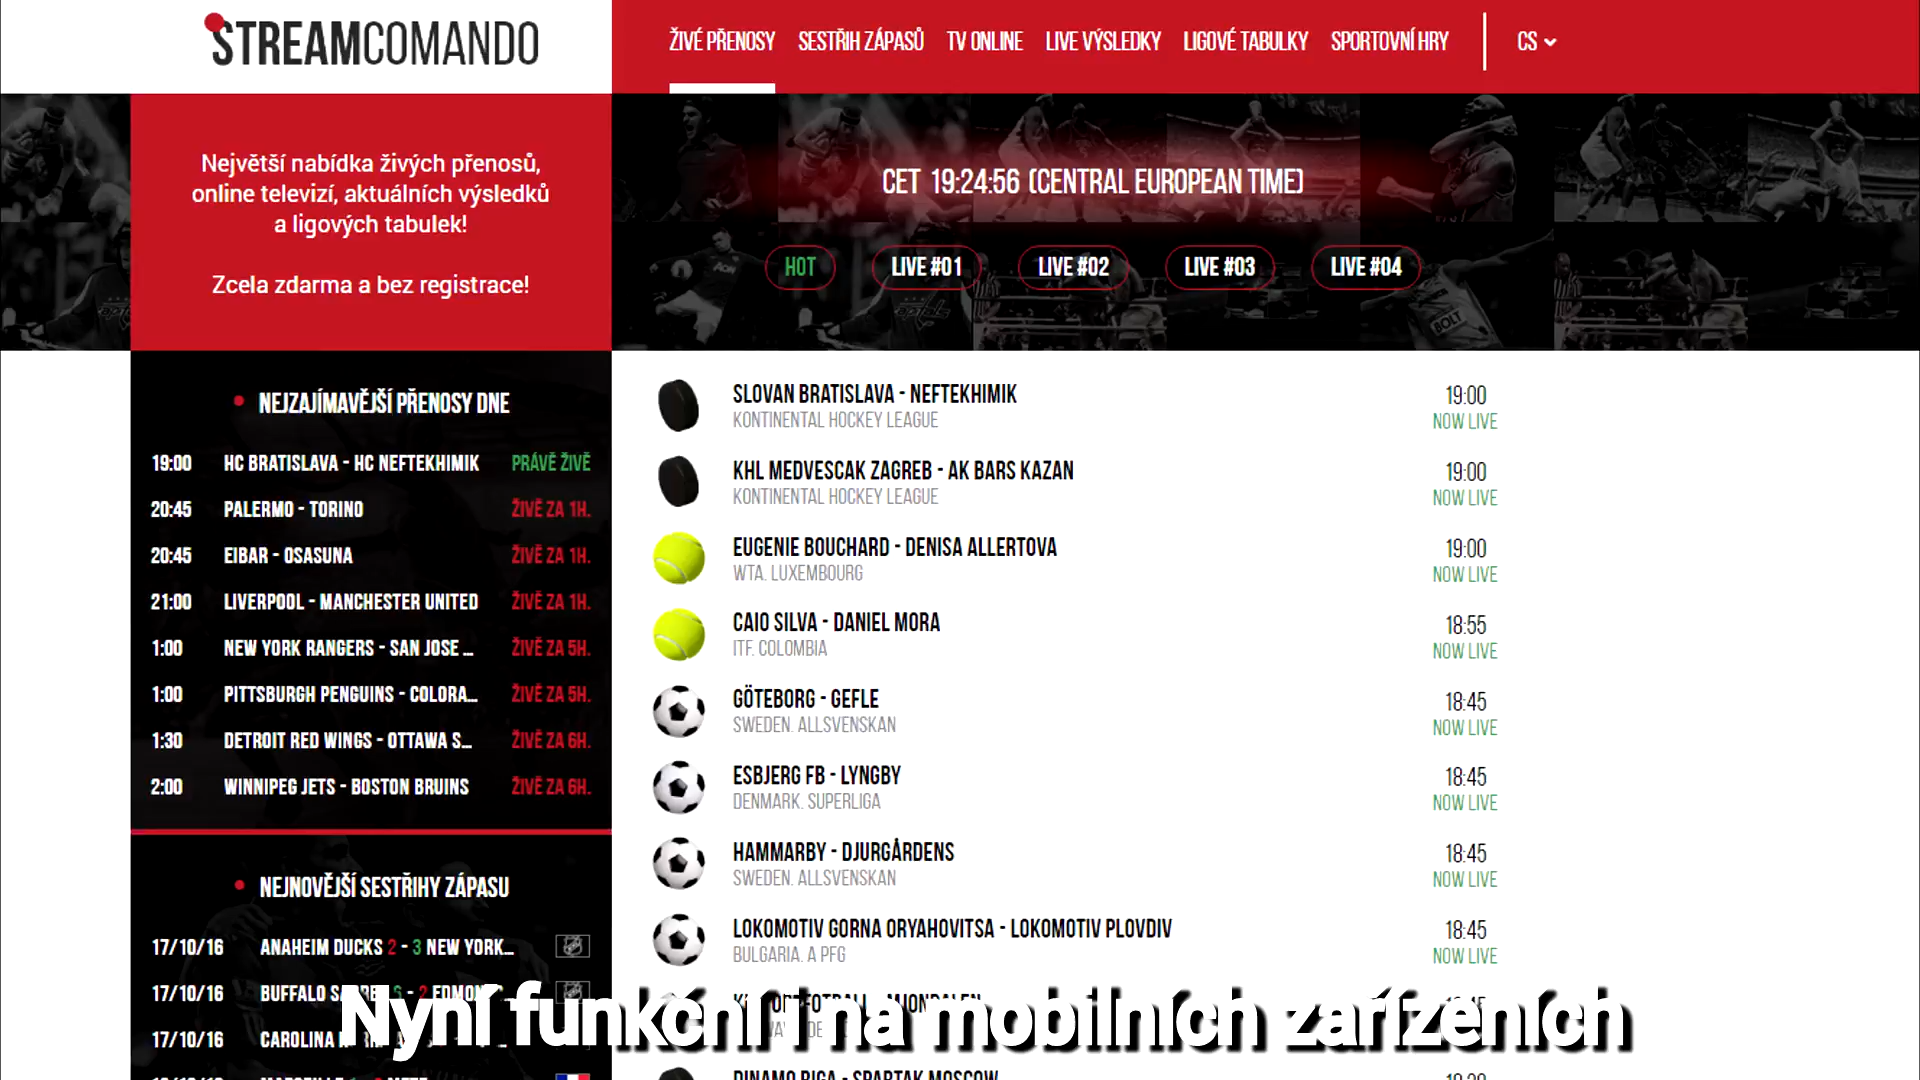 STREAMCOMANDO
ŽIVÉ PŘENOSY SESTŘIH ZÁPASŮ TV ONLINE LIVE VÝSLEDKY LIGOVÉ TABULKY SPORTOVNÍ HRY CS
Největší nabídka živých přenosů,
online televizí, aktuálních výsledků
a ligových tabulek!
Zcela zdarma a bez registrace!
CET 19:24:56 (CENTRAL EUROPEAN TIME)
HOT LIVE #01 LIVE #02 LIVE #03 LIVE #04
NEJZAJÍMAVĚJŠÍ PŘENOSY DNE
19:00 HC BRATISLAVA - HC NEFTEKHIMIK PRÁVĚ ŽIVĚ
20:45 PALERMO - TORINO ŽIVĚ ZA 1H.
20:45 EIBAR - OSASUNA ŽIVĚ ZA 1H.
21:00 LIVERPOOL - MANCHESTER UNITED ŽIVĚ ZA 1H.
1:00 NEW YORK RANGERS - SAN JOSE ... ŽIVĚ ZA 5H.
1:00 PITTSBURGH PENGUINS - COLORA... ŽIVĚ ZA 5H.
1:30 DETROIT RED WINGS - OTTAWA S... ŽIVĚ ZA 6H.
2:00 WINNIPEG JETS - BOSTON BRUINS ŽIVĚ ZA 6H.
NEJNOVĚJŠÍ SESTŘIHY ZÁPASU
17/10/16 ANAHEIM DUCKS 2 - 3 NEW YORK...
17/10/16 BUFFALO
17/10/16 CAROLINA
SLOVAN BRATISLAVA - NEFTEKHIMIK 19:00
KONTINENTAL HOCKEY LEAGUE NOW LIVE
KHL MEDVESCAK ZAGREB - AK BARS KAZAN 19:00
KONTINENTAL HOCKEY LEAGUE NOW LIVE
EUGENIE BOUCHARD - DENISA ALLERTOVA 19:00
WTA. LUXEMBOURG NOW LIVE
CAIO SILVA - DANIEL MORA 18:55
ITF. COLOMBIA NOW LIVE
GÖTEBORG - GEFLE 18:45
SWEDEN. ALLSVENSKAN NOW LIVE
ESBJERG FB - LYNGBY 18:45
DENMARK. SUPERLIGA NOW LIVE
HAMMARBY - DJURGÅRDENS 18:45
SWEDEN. ALLSVENSKAN NOW LIVE
LOKOMOTIV GORNA ORYAHOVITSA - LOKOMOTIV PLOVDIV 18:45
BULGARIA. A PFG NOW LIVE
DINAMO RIGA - SPARTAK MOSCOW
Nyní funkční i na mobilních zařízeních